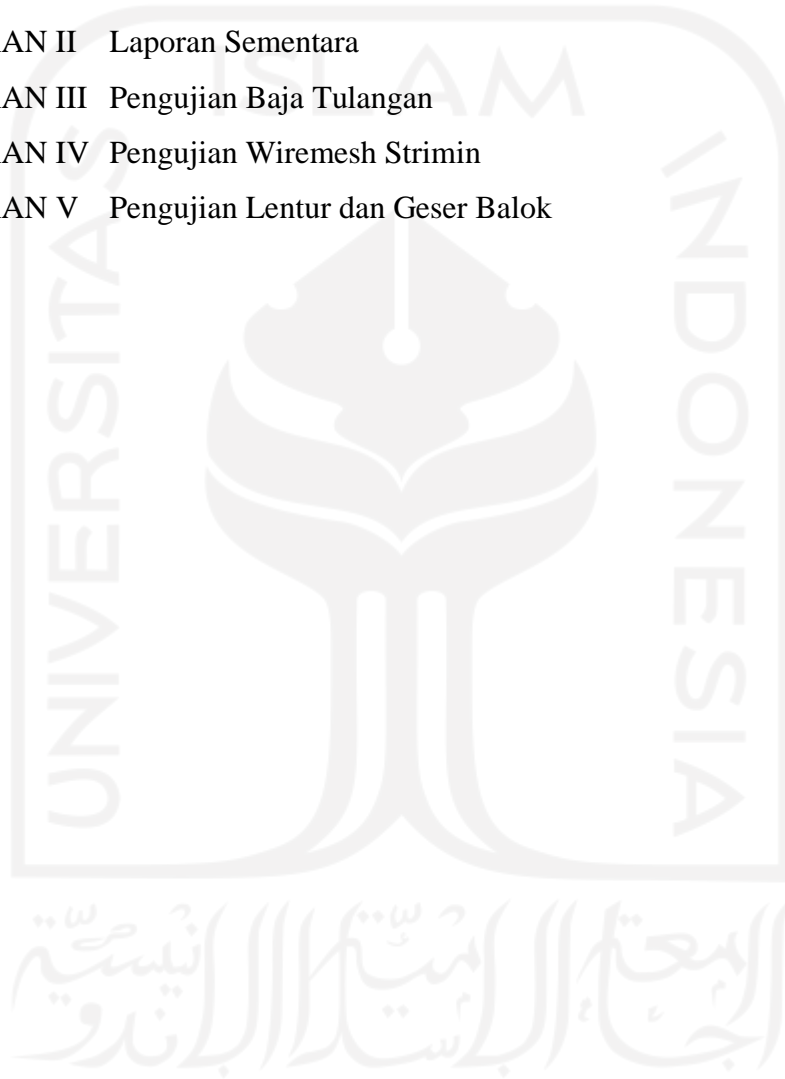 AN II Laporan Sementara
AN III Pengujian Baja Tulangan
AN IV Pengujian Wiremesh Strimin
AN V Pengujian Lentur dan Geser Balok
ISLAM
UNIVERSITAS
INDONESIA